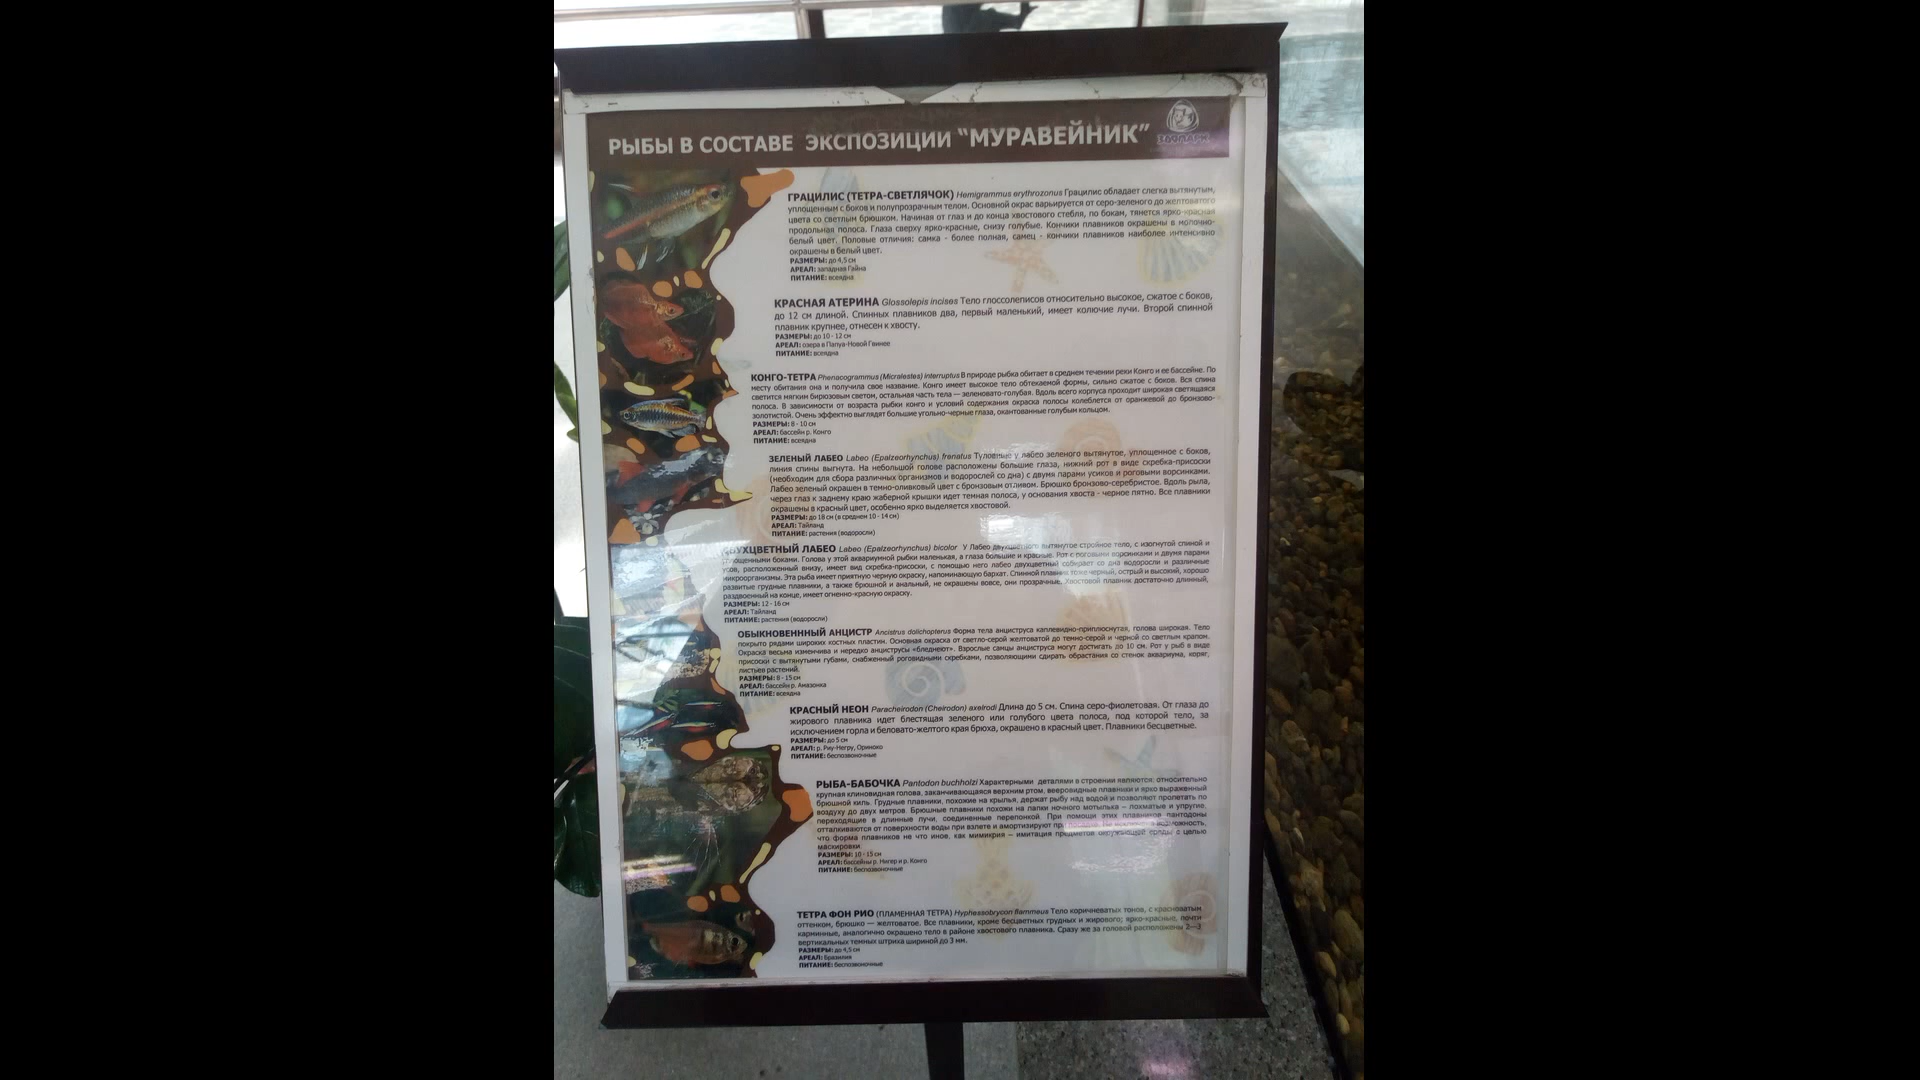 РЫБЫ В СОСТАВЕ ЭКСПОЗИЦИИ “МУРАВЕЙНИК”
ЗООПАРК
ГРАЦИЛИС (ТЕТРА-СВЕТЛЯЧОК) Hemigrammus erythrozonus Грацилис обладает слегка вытянутым,
уплощенным с боков и полупрозрачным телом. Основной окрас варьируется от серо-зеленого до желтоватого
цвета со светлым брюшком. Начиная от глаз и до конца хвостового стебля, по бокам, тянется ярко-красная
продольная полоса. Глаза сверху ярко-красные, снизу голубые. Кончики плавников окрашены в молочно-
белый цвет. Половые отличия: самка - более полная, самец - кончики плавников наиболее интенсивно
окрашены в белый цвет.
РАЗМЕРЫ: до 4,5 см
АРЕАЛ: западная Гайна
ПИТАНИЕ: всеядна
КРАСНАЯ АТЕРИНА Glossolepis incises Тело глоссолеписов относительно высокое, сжатое с боков,
до 12 см длиной. Спинных плавников два, первый маленький, имеет колючие лучи. Второй спинной
плавник крупнее, отнесен к хвосту.
РАЗМЕРЫ: до 10 - 12 см
АРЕАЛ: озера в Папуа-Новой Гвинее
ПИТАНИЕ: всеядна
КОНГО-ТЕТРА Phenacogrammus (Micralestes) interruptus В природе рыбка обитает в среднем течении реки Конго и ее бассейне. По
месту обитания она и получила свое название. Конго имеет высокое тело обтекаемой формы, сильно сжатое с боков. Вся спина
светится мягким бирюзовым светом, остальная часть тела — зеленовато-голубая. Вдоль всего корпуса проходит широкая светящаяся
полоса. В зависимости от возраста рыбки конго и условий содержания окраска полосы колеблется от оранжевой до бронзово-
золотистой. Очень эффектно выглядят большие угольно-черные глаза, окантованные голубым кольцом.
РАЗМЕРЫ: 8 - 10 см
АРЕАЛ: бассейн р. Конго
ПИТАНИЕ: всеядна
ЗЕЛЕНЫЙ ЛАБЕО Labeo (Epalzeorhynchus) frenatus Туловище у лабео зеленого вытянутое, уплощенное с боков,
линия спины выгнута. На небольшой голове расположены большие глаза, нижний рот в виде скребка-присоски
(необходим для сбора различных организмов и водорослей со дна) с двумя парами усиков и роговыми ворсинками.
Лабео зеленый окрашен в темно-оливковый цвет с бронзовым отливом. Брюшко бронзово-серебристое. Вдоль рыла,
через глаз к заднему краю жаберной крышки идет темная полоса, у основания хвоста - черное пятно. Все плавники
окрашены в красный цвет, особенно ярко выделяется хвостовой.
РАЗМЕРЫ: до 18 см (в среднем 10 - 14 см)
АРЕАЛ: Тайланд
ПИТАНИЕ: растения (водоросли)
ДВУХЦВЕТНЫЙ ЛАБЕО Labeo (Epalzeorhynchus) bicolor У Лабео двухцветного вытянутое стройное тело, с изогнутой спиной и
уплощенными боками. Голова у этой аквариумной рыбки маленькая, а глаза большие и красные. Рот с роговыми ворсинками и двумя парами
усов, расположенный внизу, имеет вид скребка-присоски, с помощью него лабео двухцветный собирает со дна водоросли и различные
микроорганизмы. Эта рыба имеет приятную черную окраску, напоминающую бархат. Спинной плавник тоже черный, острый и высокий, хорошо
развитые грудные плавники, а также брюшной и анальный, не окрашены вовсе, они прозрачные. Хвостовой плавник достаточно длинный,
раздвоенный на конце, имеет огненно-красную окраску.
РАЗМЕРЫ: 12 - 16 см
АРЕАЛ: Тайланд
ПИТАНИЕ: растения (водоросли)
ОБЫКНОВЕНННЫЙ АНЦИСТР Ancistrus dolichopterus Форма тела анциструса каплевидно-приплюснутая, голова широкая. Тело
покрыто рядами широких костных пластин. Основная окраска от светло-серой желтоватой до темно-серой и черной со светлым крапом.
Окраска весьма изменчива и нередко анциструсы «бледнеют». Взрослые самцы анциструса могут достигать до 10 см. Рот у рыб в виде
присоски с вытянутыми губами, снабженный роговидными скребками, позволяющими сдирать обрастания со стенок аквариума, коряг,
листьев растений.
РАЗМЕРЫ: 8 - 15 см
АРЕАЛ: бассейн р. Амазонка
ПИТАНИЕ: всеядна
КРАСНЫЙ НЕОН Paracheirodon (Cheirodon) axelrodi Длина до 5 см. Спина серо-фиолетовая. От глаза до
жирового плавника идет блестящая зеленого или голубого цвета полоса, под которой тело, за
исключением горла и беловато-желтого края брюха, окрашено в красный цвет. Плавники бесцветные.
РАЗМЕРЫ: до 5 см
АРЕАЛ: р. Риу-Негру, Ориноко
ПИТАНИЕ: беспозвоночные
РЫБА-БАБОЧКА Pantodon buchholzi Характерными деталями в строении являются: относительно
крупная клиновидная голова, заканчивающаяся верхним ртом, вееровидные плавники и ярко выраженный
брюшной киль. Грудные плавники, похожие на крылья, держат рыбу над водой и позволяют пролетать по
воздуху до двух метров. Брюшные плавники похожи на лапки ночного мотылька – лохматые и упругие,
переходящие в длинные лучи, соединенные перепонкой. При помощи этих плавников пантодоны
отталкиваются от поверхности воды при взлете и амортизируют при посадке. Не исключена возможность,
что форма плавников не что иное, как мимикрия – имитация предметов окружающей среды с целью
маскировки.
РАЗМЕРЫ: 10 - 15 см
АРЕАЛ: бассейны р. Нигер и р. Конго
ПИТАНИЕ: беспозвоночные
ТЕТРА ФОН РИО (ПЛАМЕННАЯ ТЕТРА) Hyphessobrycon flammeus Тело коричневатых тонов, с красноватым
оттенком, брюшко — желтоватое. Все плавники, кроме бесцветных грудных и жирового; ярко-красные, почти
карминные, аналогично окрашено тело в районе хвостового плавника. Сразу же за головой расположены 2—3
вертикальных темных штриха шириной до 3 мм.
РАЗМЕРЫ: до 4,5 см
АРЕАЛ: Бразилия
ПИТАНИЕ: беспозвоночные